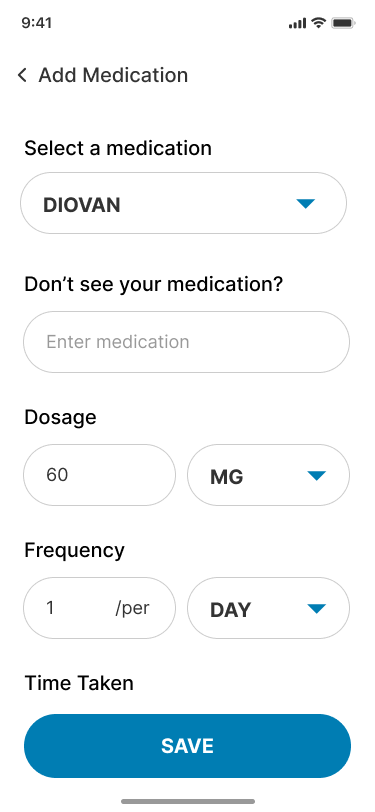 9:41
Add Medication
Select a medication
DIOVAN
Don’t see your medication?
Enter medication
Dosage
60 MG
Frequency
1 /per DAY
Time Taken
SAVE